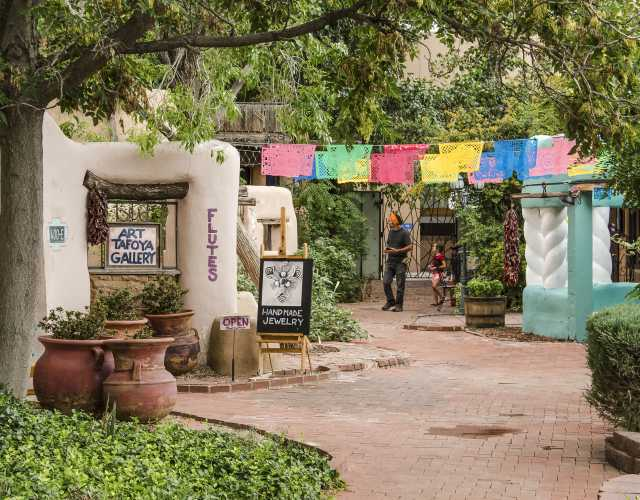 ART
TAFOYA
GALLERY
FLUTES
OPEN
HANDMADE
JEWELRY